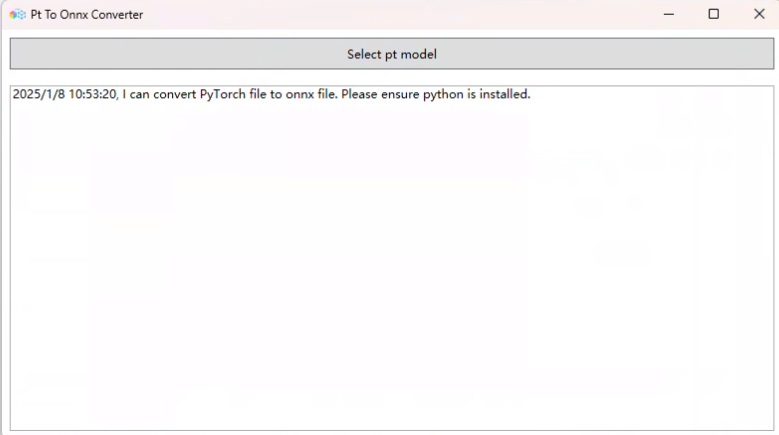 Pt To Onnx Converter
Select pt model
2025/1/8 10:53:20, I can convert PyTorch file to onnx file. Please ensure python is installed.